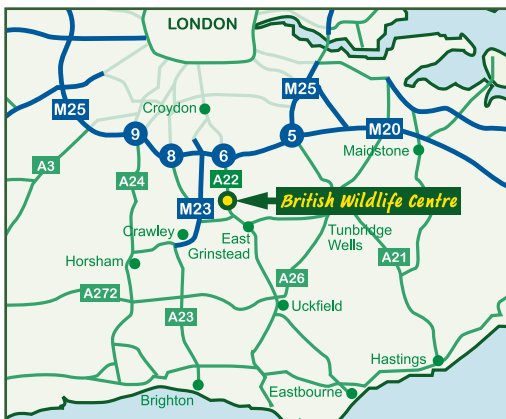 LONDON
M25
M25
Croydon
9
8
6
5
M20
Maidstone
A3
A24
A22
M23
British Wildlife Centre
Crawley
East
Grinstead
Tunbridge
Wells
Horsham
A21
A272
A26
A23
Uckfield
Hastings
Brighton
Eastbourne